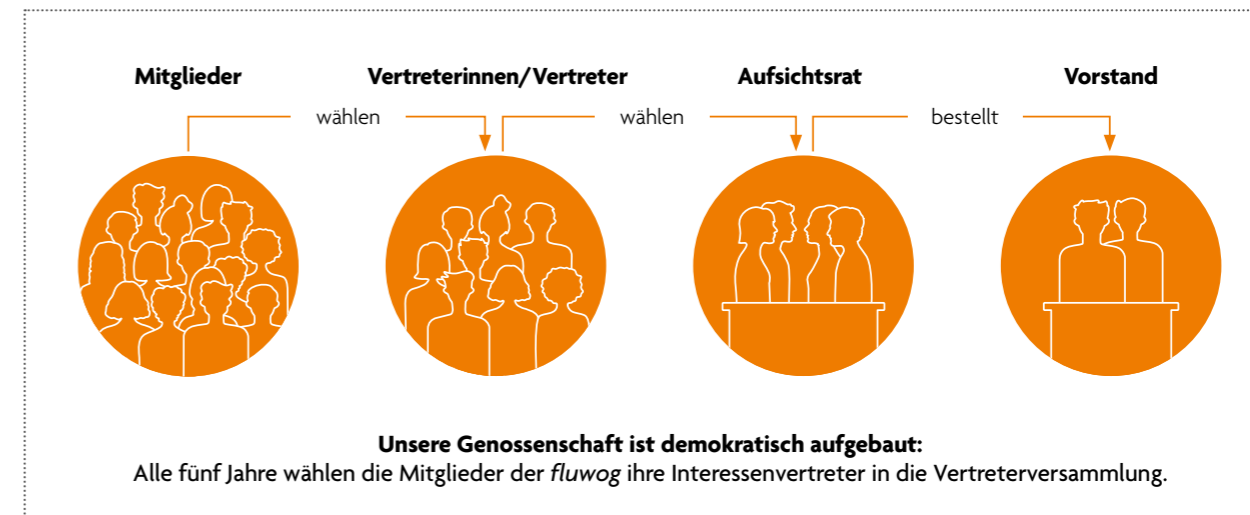 Mitglieder
Vertreterinnen/Vertreter
Aufsichtsrat
Vorstand
wählen
wählen
bestellt
Unsere Genossenschaft ist demokratisch aufgebaut:
Alle fünf Jahre wählen die Mitglieder der fluwog ihre Interessenvertreter in die Vertreterversammlung.